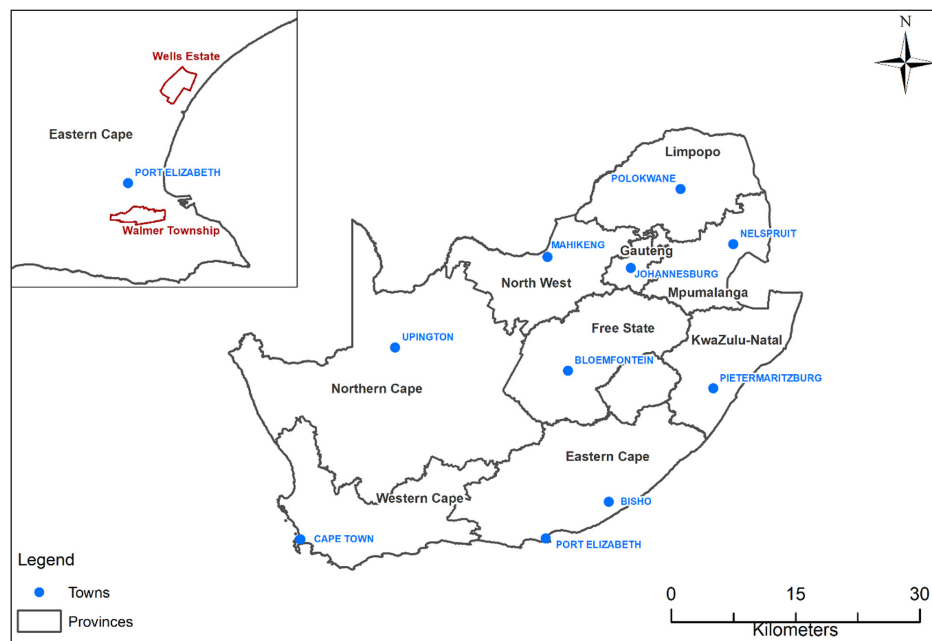 Wells Estate
Eastern Cape
PORT ELIZABETH
Walmer Township
N
Limpopo
POLOKWANE
NELSPRUIT
MAHIKENG
Gauteng
JOHANNESBURG
North West
Mpumalanga
Free State
KwaZulu-Natal
UPINGTON
BLOEMFONTEIN
PIETERMARITZBURG
Northern Cape
Eastern Cape
Western Cape
BISHO
CAPE TOWN
PORT ELIZABETH
Legend
Towns
Provinces
0 15 30
Kilometers